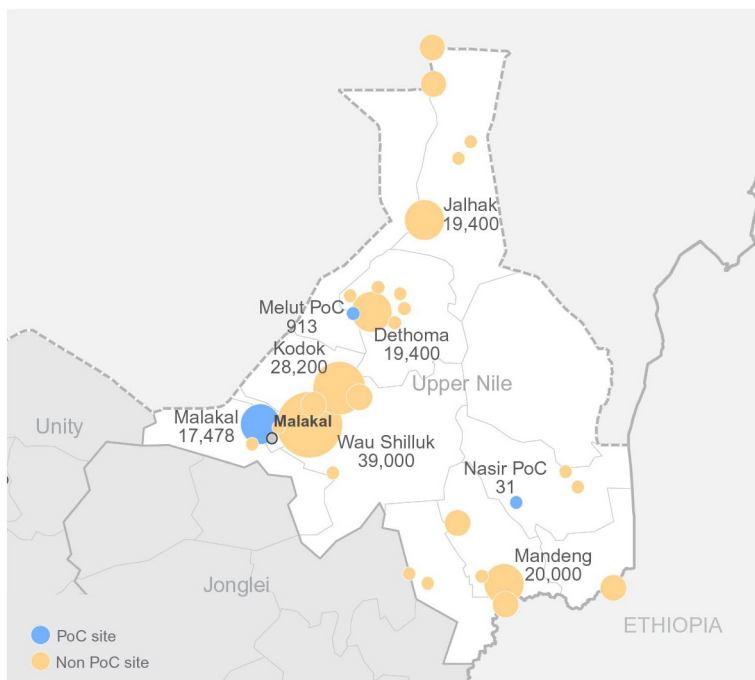 Jalhak
19,400
Melut PoC
913
Dethoma
19,400
Kodok
28,200
Upper Nile
Unity
Malakal
17,478
Malakal
Wau Shilluk
39,000
Nasir PoC
31
Mandeng
20,000
Jonglei
ETHIOPIA
PoC site
Non PoC site